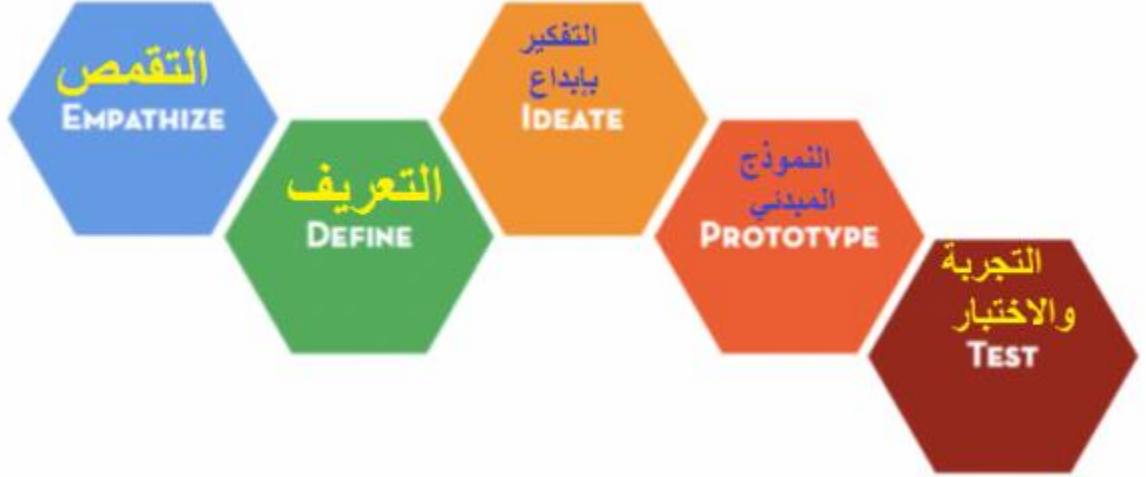 التقمص
EMPATHIZE
التعريف
DEFINE
التفكير
بإبداع
IDEATE
النموذج
المبدئي
PROTOTYPE
التجربة
والاختبار
TEST